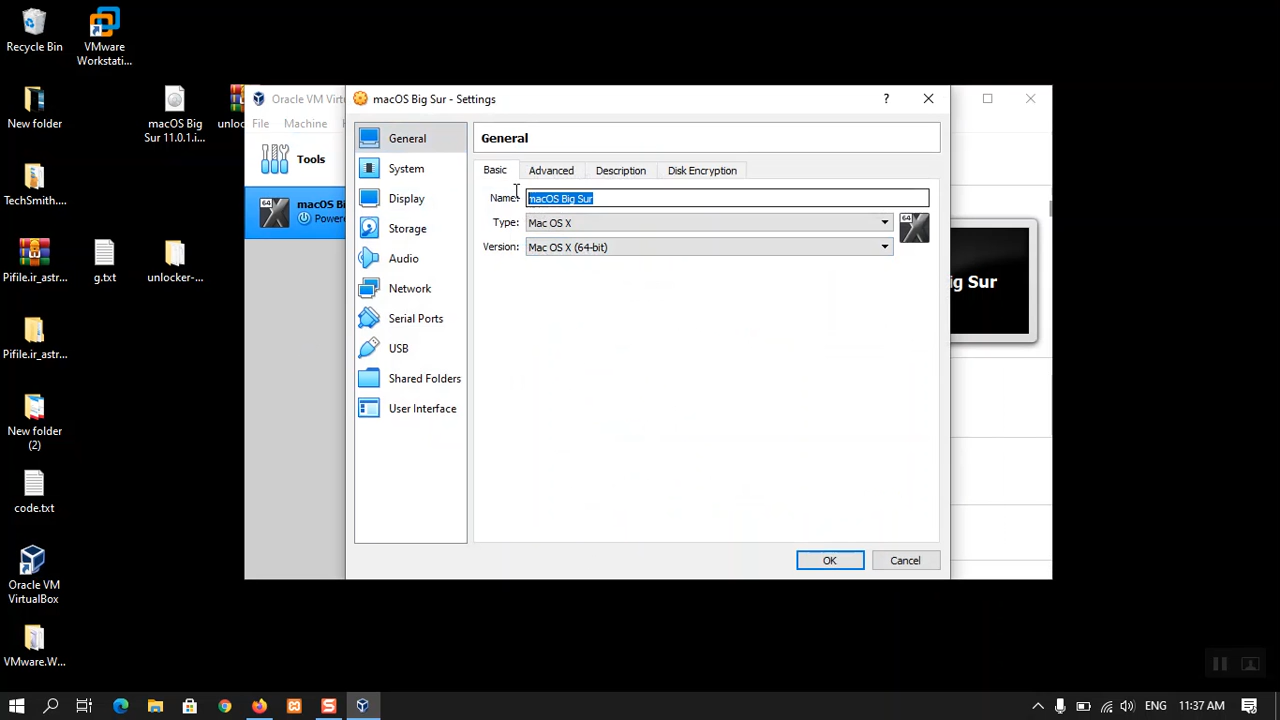 Recycle Bin
VMware
Workstati...
New folder
macOS Big
Sur 11.0.1.i...
unloc
TechSmith....
Pifile.ir_astr...
g.txt
unlocker-...
Pifile.ir_astr...
New folder
(2)
code.txt
Oracle VM
VirtualBox
VMware.W...
Oracle VM Virt
File
Machine
Tools
64
macOS B
Powere
ig Sur
macOS Big Sur - Settings
?
General
System
Display
Storage
Audio
Network
Serial Ports
USB
Shared Folders
User Interface
General
Basic
Advanced
Description
Disk Encryption
Name:
macOS Big Sur
Type:
Mac OS X
64
Version:
Mac OS X (64-bit)
OK
Cancel
ENG
11:37 AM